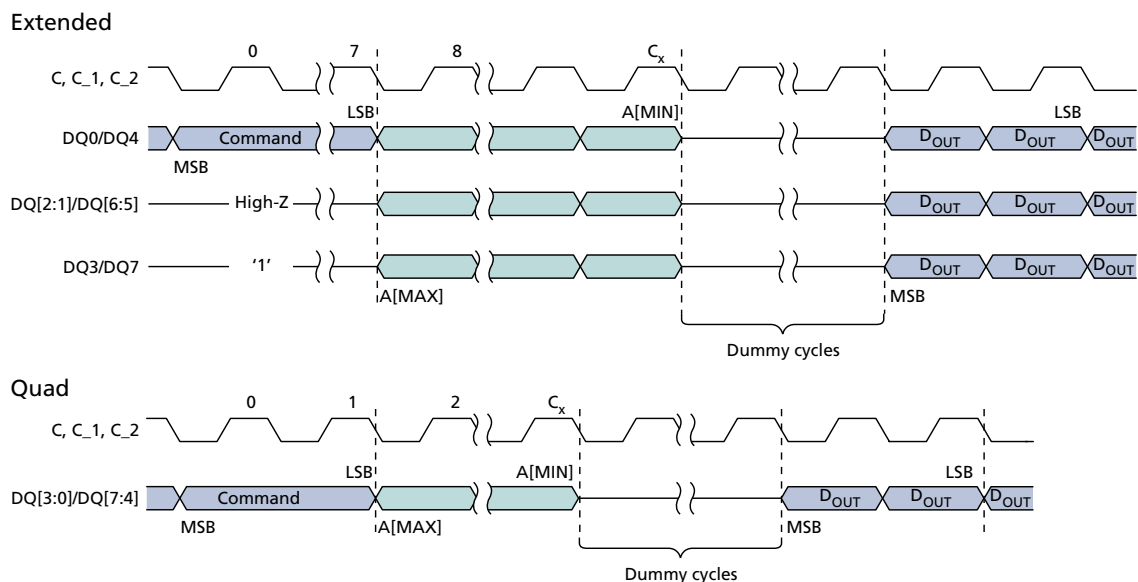 Extended
0 7 8 Cx
C, C_1, C_2
LSB A[MIN] LSB
DQ0/DQ4 Command DOUT DOUT DOUT
MSB
DQ[2:1]/DQ[6:5] High-Z DOUT DOUT DOUT
DQ3/DQ7 ‘1’ DOUT DOUT DOUT
A[MAX] MSB
Dummy cycles
Quad
0 1 2 Cx
C, C_1, C_2
LSB A[MIN] LSB
DQ[3:0]/DQ[7:4] Command DOUT DOUT DOUT
MSB A[MAX] MSB
Dummy cycles